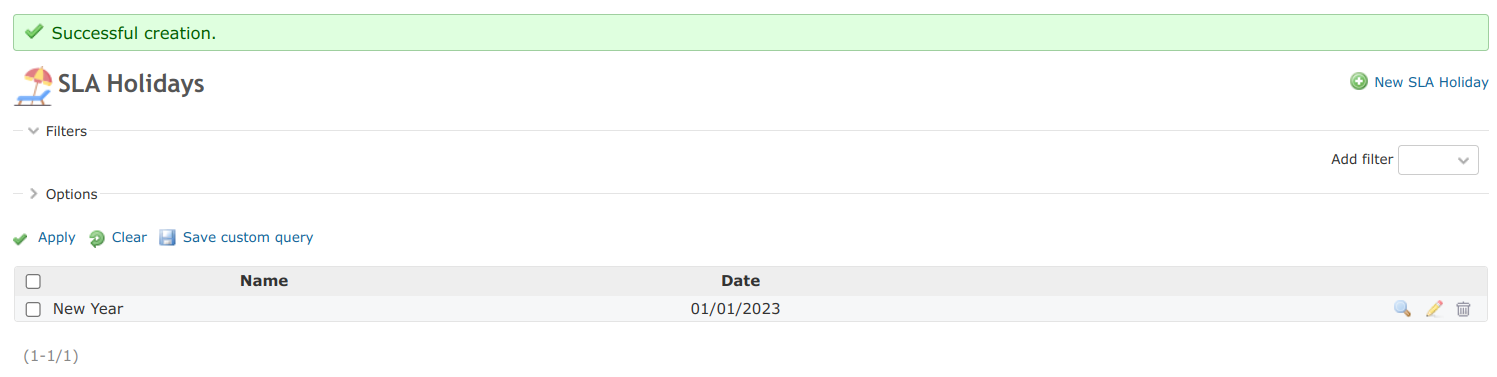 Successful creation.
SLA Holidays
New SLA Holiday
Filters
Add filter
Options
Apply Clear Save custom query
Name Date
New Year 01/01/2023
(1-1/1)